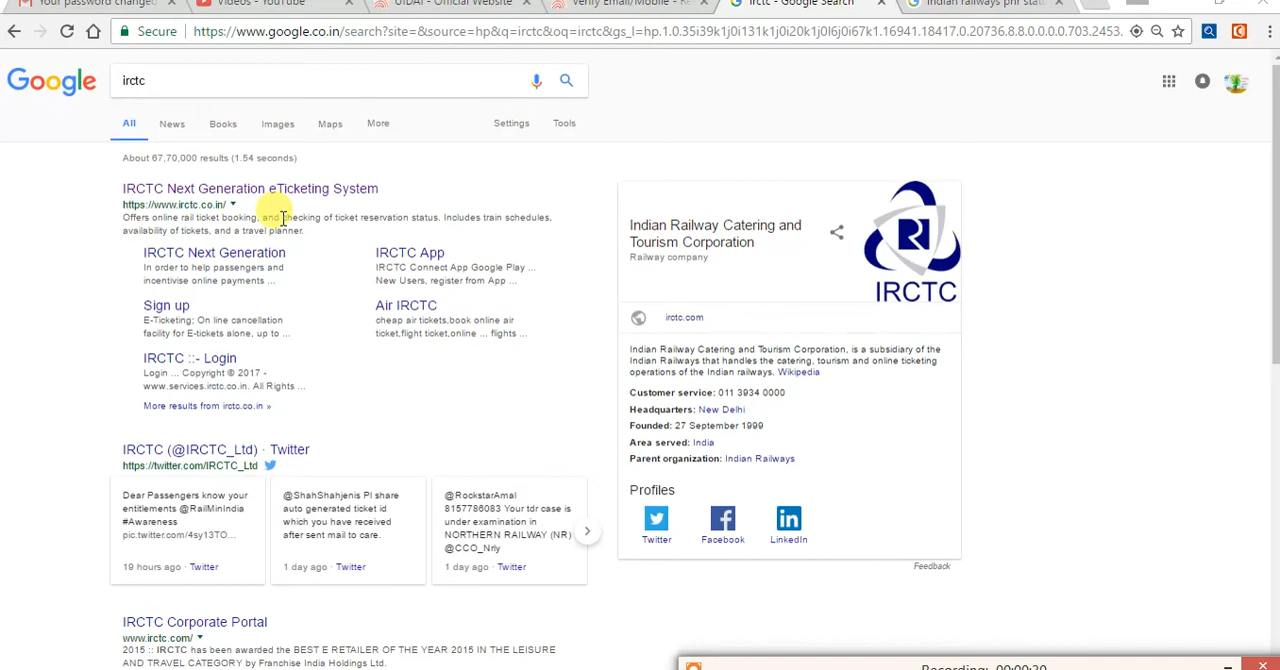 Your password changed
Videos - YouTube
UIDAI - Official Website
Verify Email/Mobile - Re
irctc - Google Search
indian railways pnr stat
Secure
https://www.google.co.in/search?site=&source=hp&q=irctc&oq=irctc&gs_l=hp.1.0.35i39k1j0i131k1j0i20k1j0l6j0i67k1.16941.18417.0.20736.8.8.0.0.0.0.703.2453.
Google
irctc
All
News
Books
Images
Maps
More
Settings
Tools
About 67,70,000 results (1.54 seconds)
IRCTC Next Generation eTicketing System
https://www.irctc.co.in/
Offers online rail ticket booking, and checking of ticket reservation status. Includes train schedules,
availability of tickets, and a travel planner.
IRCTC Next Generation
In order to help passengers and
incentivise online payments ...
IRCTC App
IRCTC Connect App Google Play ...
New Users, register from App ...
Sign up
E-Ticketing; On line cancellation
facility for E-tickets alone, up to ...
Air IRCTC
cheap air tickets,book online air
ticket,flight ticket,online ... flights ...
IRCTC ::- Login
Login ... Copyright © 2017 -
www.services.irctc.co.in. All Rights ...
More results from irctc.co.in »
IRCTC (@IRCTC_Ltd) · Twitter
https://twitter.com/IRCTC_Ltd
Dear Passengers know your
entitlements @RailMinIndia
#Awareness
pic.twitter.com/4sy13TO...
19 hours ago · Twitter
@ShahShahjenis Pl share
auto generated ticket id
which you have received
after sent mail to care.
1 day ago · Twitter
@RockstarAmal
8157786083 Your tdr case is
under examination in
NORTHERN RAILWAY (NR)
@CCO_Nrly
1 day ago · Twitter
IRCTC Corporate Portal
www.irctc.com/
2015 :: IRCTC has been awarded the BEST E RETAILER OF THE YEAR 2015 IN THE LEISURE
AND TRAVEL CATEGORY by Franchise India Holdings Ltd.
Indian Railway Catering and
Tourism Corporation
Railway company
IRCTC
irctc.com
Indian Railway Catering and Tourism Corporation, is a subsidiary of the
Indian Railways that handles the catering, tourism and online ticketing
operations of the Indian railways. Wikipedia
Customer service: 011 3934 0000
Headquarters: New Delhi
Founded: 27 September 1999
Area served: India
Parent organization: Indian Railways
Profiles
Twitter
Facebook
LinkedIn
Feedback
Recording: 00:00:20